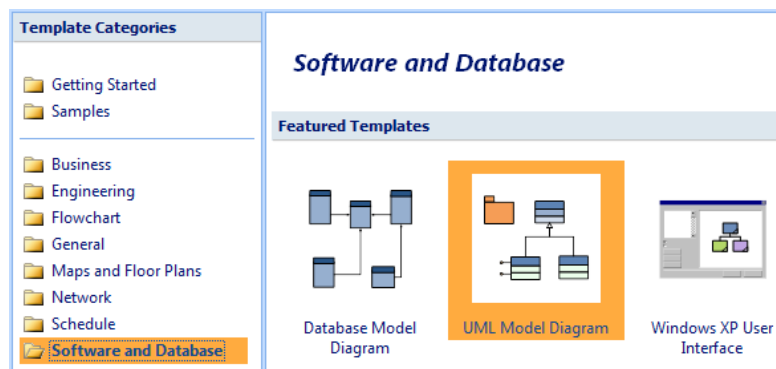 Template Categories
Getting Started
Samples
Business
Engineering
Flowchart
General
Maps and Floor Plans
Network
Schedule
Software and Database
Software and Database
Featured Templates
Database Model
Diagram
UML Model Diagram
Windows XP User
Interface